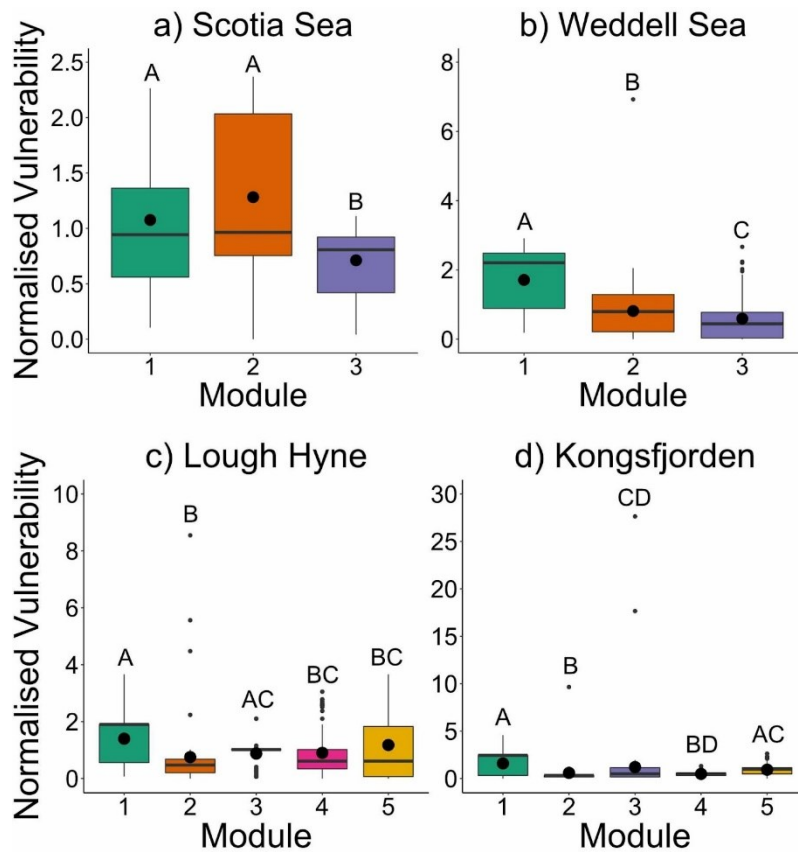 a) Scotia Sea
b) Weddell Sea
Normalised Vulnerability
2.5
2.0
1.5
1.0
0.5
0.0
A
A
B
1
2
3
Module
8
6
4
2
0
A
B
C
1
2
3
Module
c) Lough Hyne
d) Kongsfjorden
Normalised Vulnerability
10
8
6
4
2
0
A
B
AC
BC
BC
1
2
3
4
5
Module
30
25
20
15
10
5
0
A
B
CD
BD
AC
1
2
3
4
5
Module